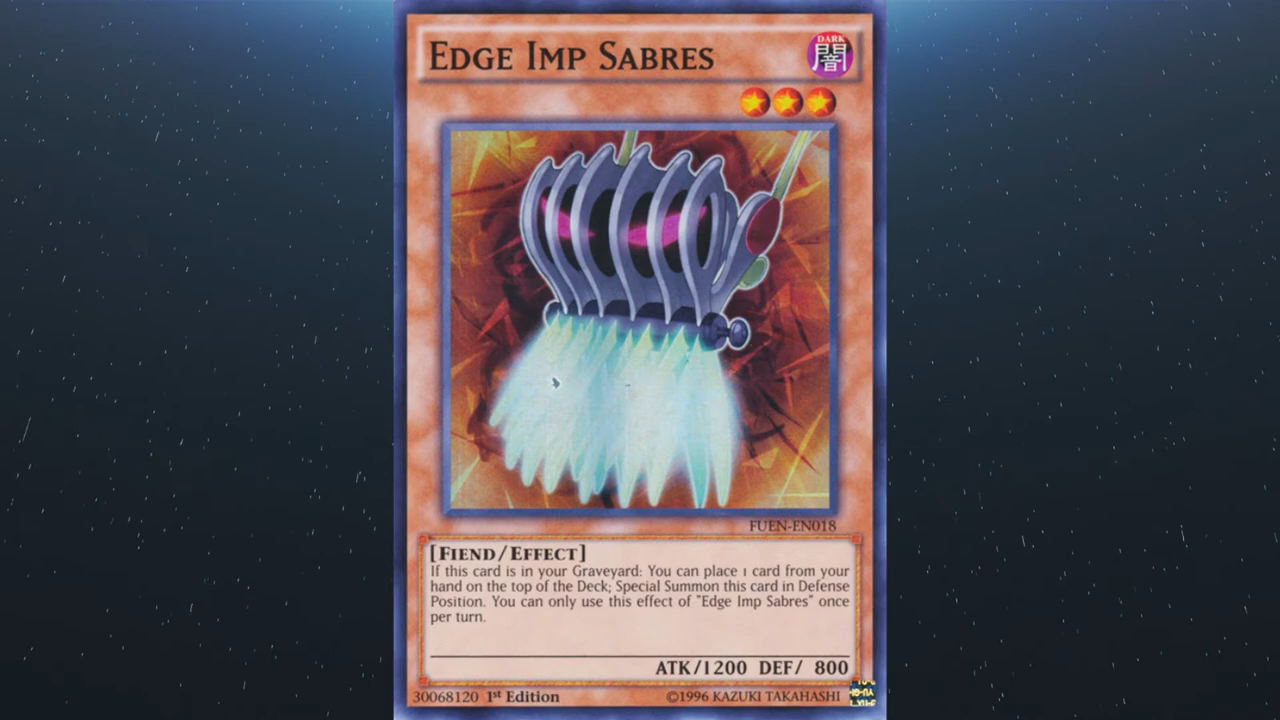 EDGE IMP SABRES
DARK
闇
FUEN-EN018
[FIEND/EFFECT]
If this card is in your Graveyard: You can place 1 card from your
hand on the top of the Deck; Special Summon this card in Defense
Position. You can only use this effect of "Edge Imp Sabres" once
per turn.
ATK/1200 DEF/ 800
30068120 1st Edition ©1996 KAZUKI TAKAHASHI